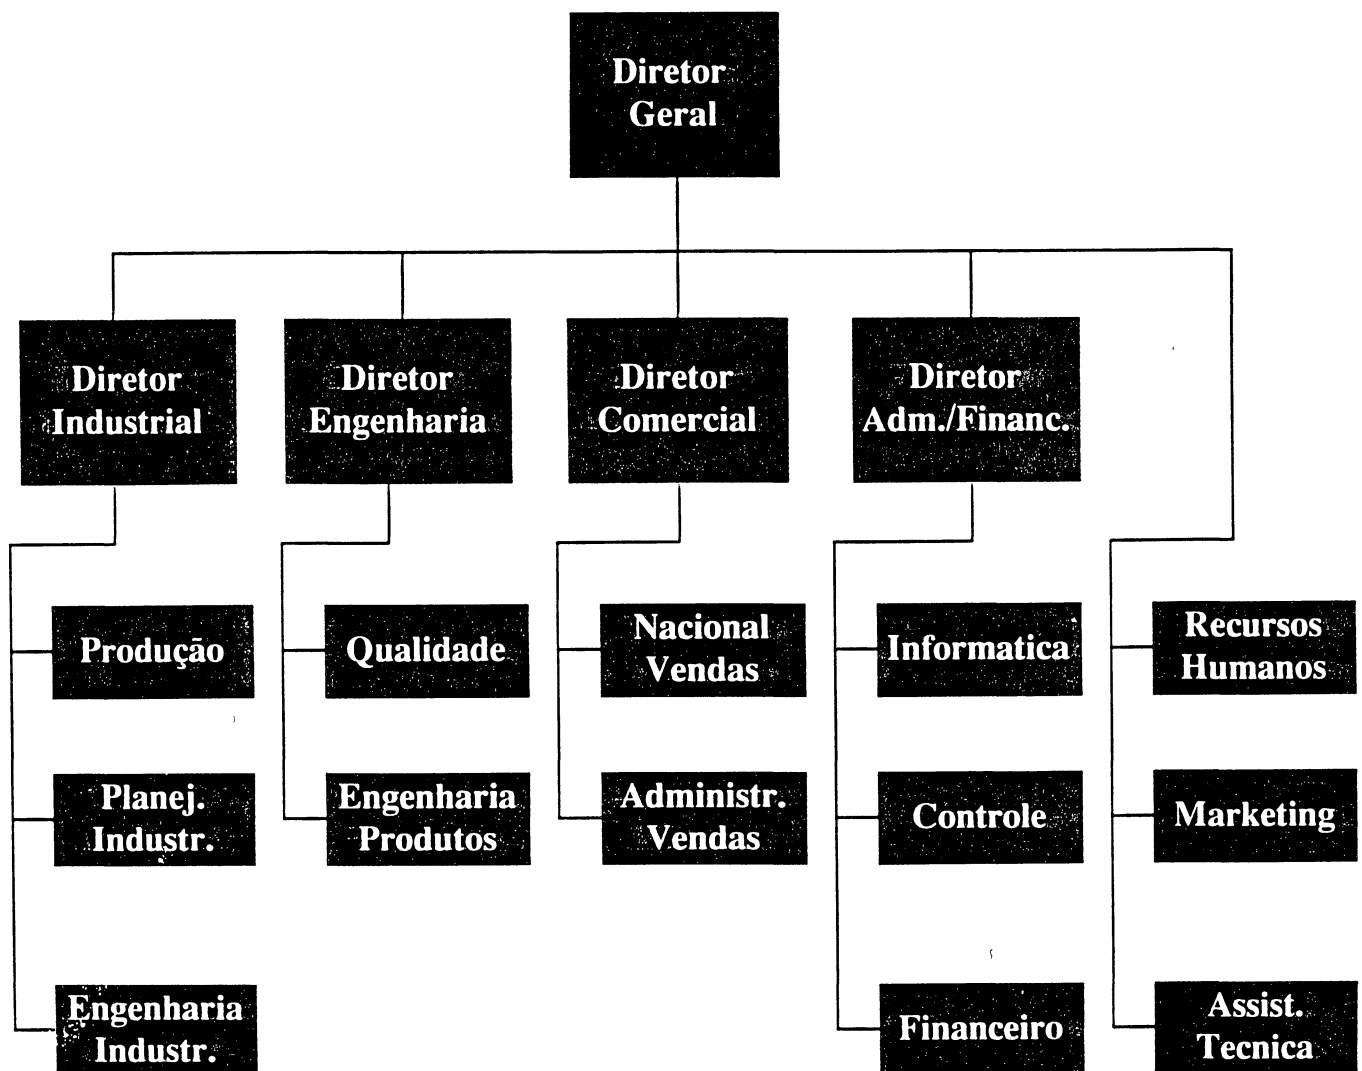 Diretor
Geral
Diretor
Industrial
Diretor
Engenharia
Diretor
Comercial
Diretor
Adm./Financ.
Produção
Qualidade
Nacional
Vendas
Informatica
Recursos
Humanos
Planej.
Industr.
Engenharia
Produtos
Administr.
Vendas
Controle
Marketing
Engenharia
Industr.
Financeiro
Assist.
Tecnica